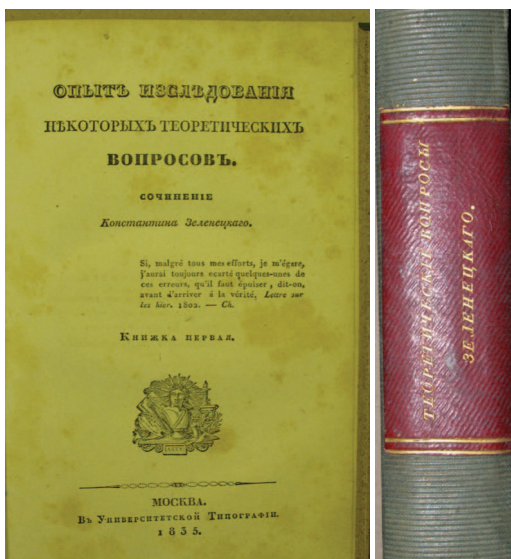 ОПЫТЪ ИЗСЛѢДОВАНІЯ
НѢКОТОРЫХЪ ТЕОРЕТИЧЕСКИХЪ
ВОПРОСОВЪ.
СОЧИНЕНІЕ
Константина Зеленецкаго.
Si, malgré tous mes efforts, je m'égare,
j'aurai toujours ecarté quelques-unes de
ces erreurs, qu'il faut épuiser, dit-on,
avant d'arriver á la vérité. Lettre sur
les hier. 1802. — Ch.
КНИЖКА ПЕРВАЯ.
МОСКВА.
Въ Университетской Типографіи.
1835.
ТЕОРЕТИЧЕСКІЕ ВОПРОСЫ
ЗЕЛЕНЕЦКАГО.